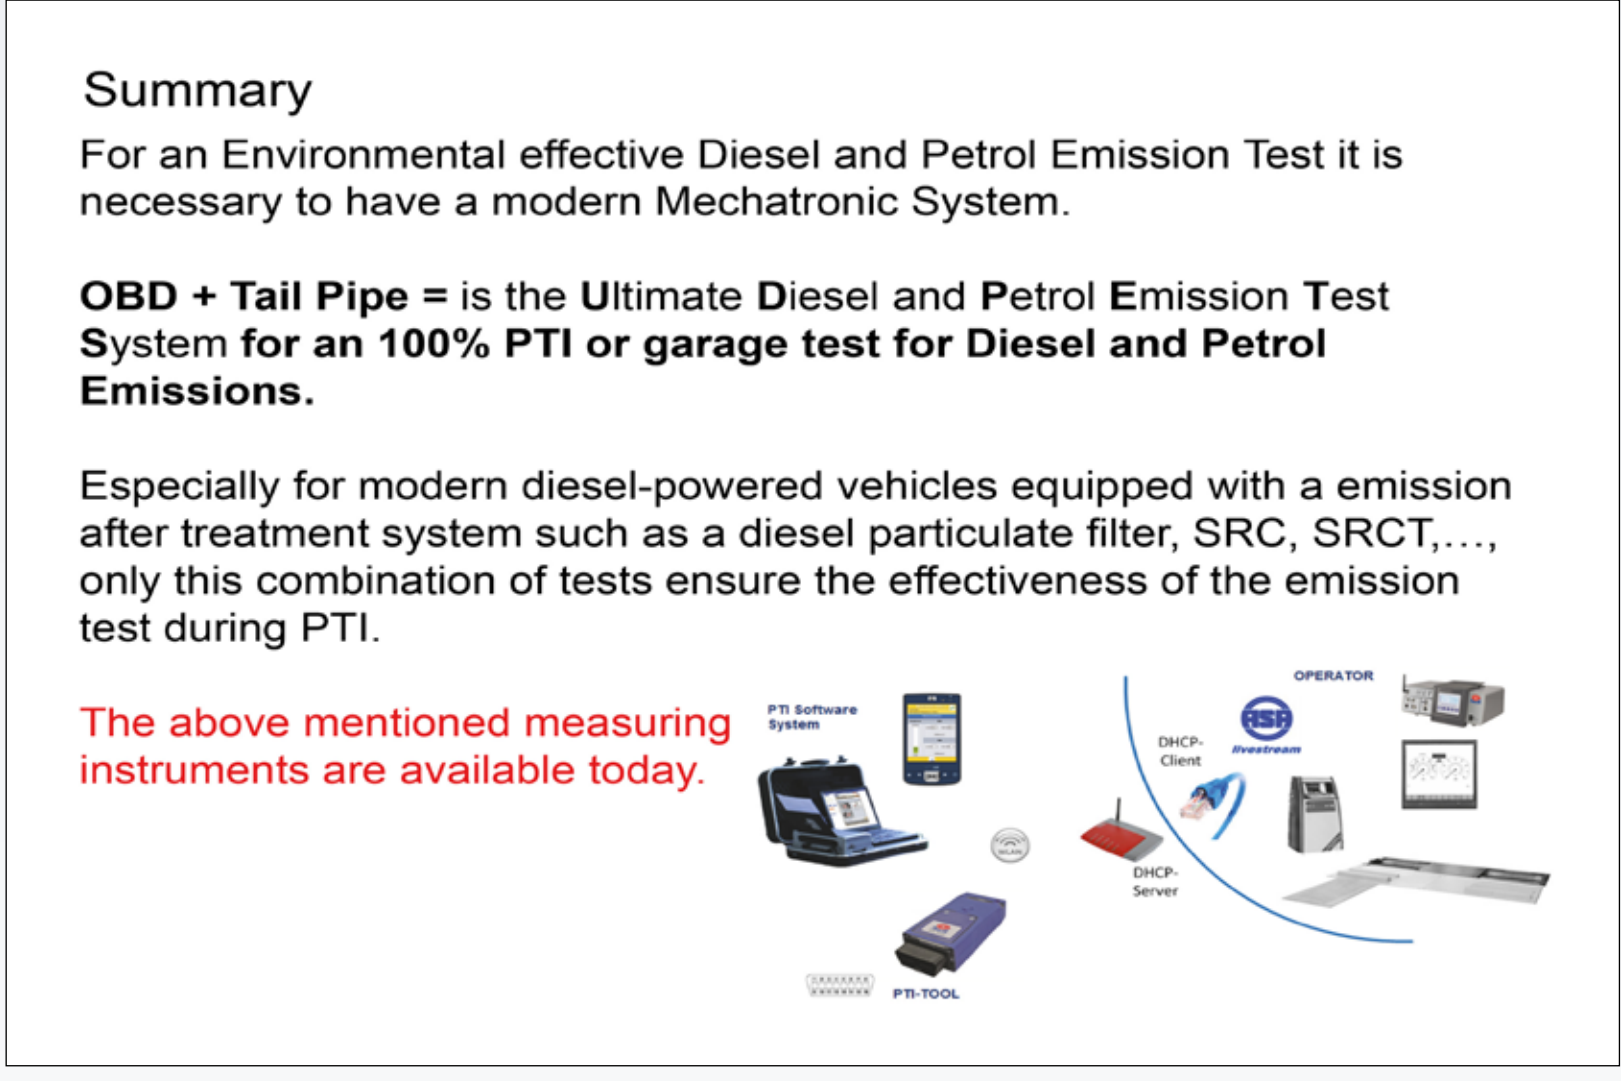 Summary
For an Environmental effective Diesel and Petrol Emission Test it is
necessary to have a modern Mechatronic System.
OBD + Tail Pipe = is the Ultimate Diesel and Petrol Emission Test
System for an 100% PTI or garage test for Diesel and Petrol
Emissions.
Especially for modern diesel-powered vehicles equipped with a emission
after treatment system such as a diesel particulate filter, SRC, SRCT,...,
only this combination of tests ensure the effectiveness of the emission
test during PTI.
The above mentioned measuring
instruments are available today.
PTI Software
System
OPERATOR
ASA
livestream
DHCP-
Client
WLAN
DHCP-
Server
PTI-TOOL